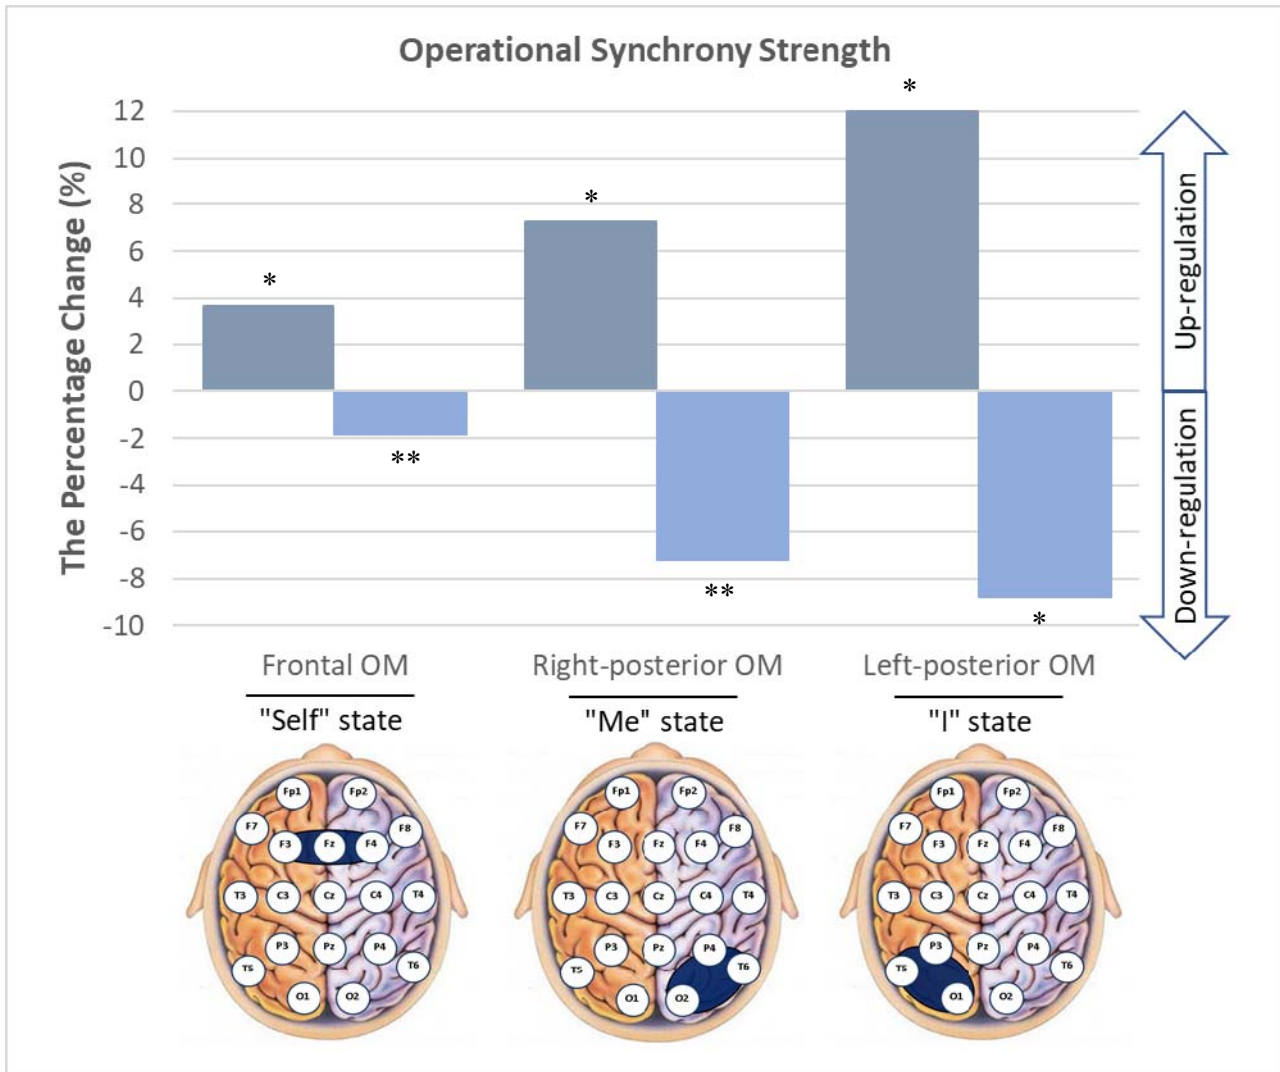 Operational Synchrony Strength
The Percentage Change (%)
12
10
8
6
4
2
0
-2
-4
-6
-8
-10
*
**
*
**
*
*
Up-regulation
Down-regulation
Frontal OM
"Self" state
Right-posterior OM
"Me" state
Left-posterior OM
"I" state
Fp1 Fp2
F7 F3 Fz F4 F8
T3 C3 Cz C4 T4
T5 P3 Pz P4 T6
O1 O2
Fp1 Fp2
F7 F3 Fz F4 F8
T3 C3 Cz C4 T4
T5 P3 Pz P4 T6
O1 O2
Fp1 Fp2
F7 F3 Fz F4 F8
T3 C3 Cz C4 T4
T5 P3 Pz P4 T6
O1 O2